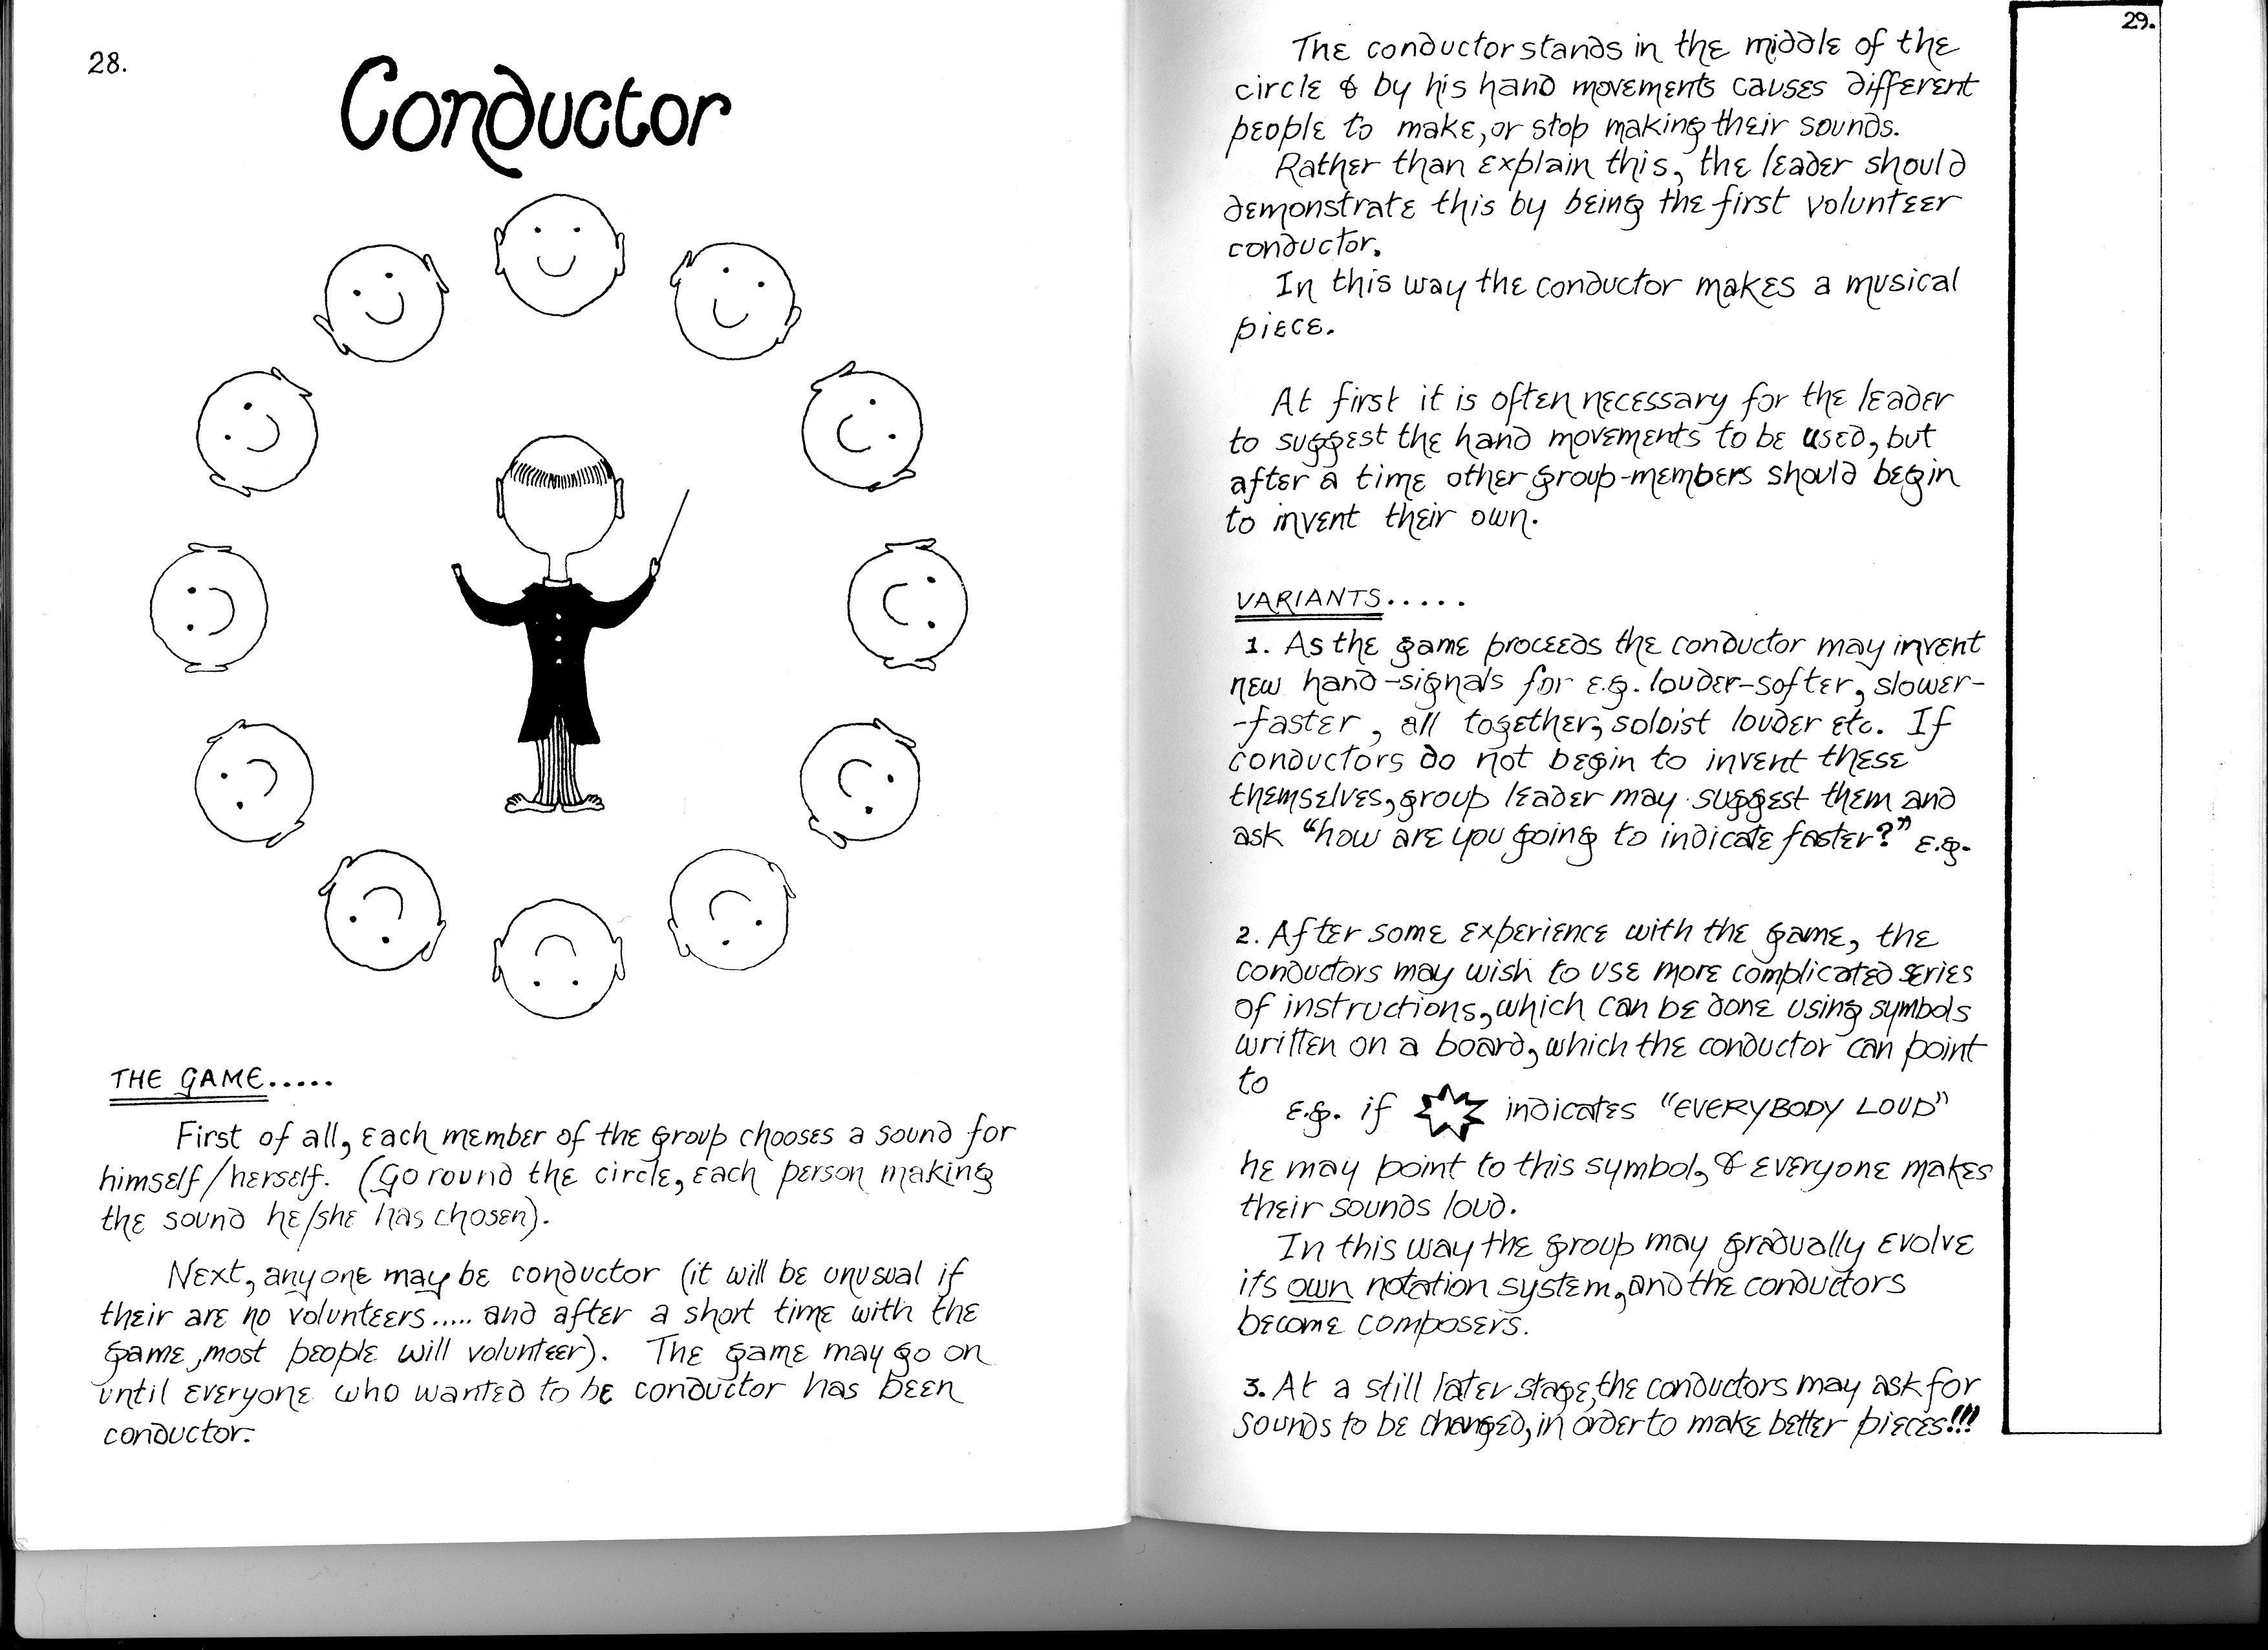 28.
Conductor
THE GAME.....
First of all, each member of the group chooses a sound for
himself/herself. (Go round the circle, each person making
the sound he/she has chosen).
Next, anyone may be conductor (it will be unusual if
their are no volunteers..... and after a short time with the
game, most people will volunteer). The game may go on
until everyone who wanted to be conductor has been
conductor.
29.
The conductor stands in the middle of the
circle & by his hand movements causes different
people to make, or stop making their sounds.
Rather than explain this, the leader should
demonstrate this by being the first volunteer
conductor.
In this way the conductor makes a musical
piece.
At first it is often necessary for the leader
to suggest the hand movements to be used, but
after a time other group-members should begin
to invent their own.
VARIANTS.....
1. As the game proceeds the conductor may invent
new hand-signals for e.g. louder-softer, slower-
-faster, all together, soloist louder etc. If
conductors do not begin to invent these
themselves, group leader may suggest them and
ask "how are you going to indicate faster?" e.g.
2. After some experience with the game, the
conductors may wish to use more complicated series
of instructions, which can be done using symbols
written on a board, which the conductor can point
to
e.g. if indicates "EVERYBODY LOUD"
he may point to this symbol, & everyone makes
their sounds loud.
In this way the group may gradually evolve
its own notation system, and the conductors
become composers.
3. At a still later stage, the conductors may ask for
sounds to be changed, in order to make better pieces!!!